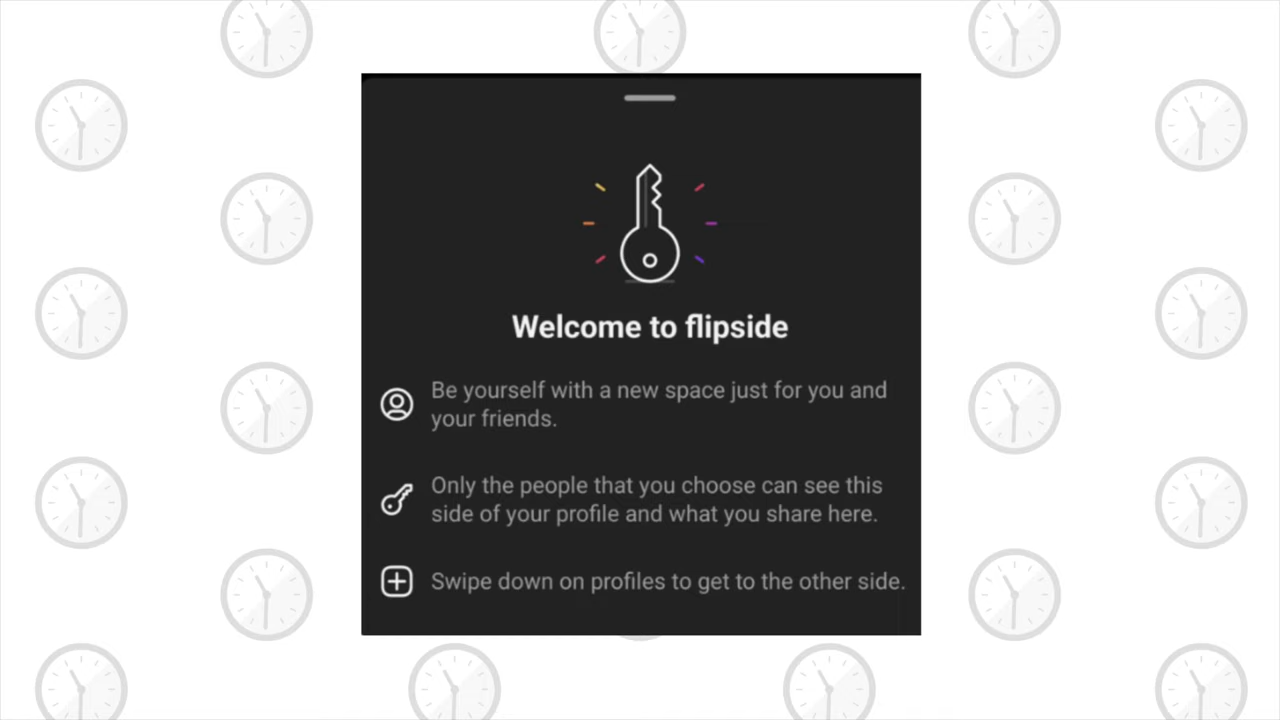 Welcome to flipside
Be yourself with a new space just for you and
your friends.
Only the people that you choose can see this
side of your profile and what you share here.
Swipe down on profiles to get to the other side.